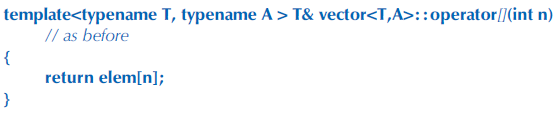 template<typename T, typename A > T& vector<T,A>::operator[](int n)
// as before
{
return elem[n];
}